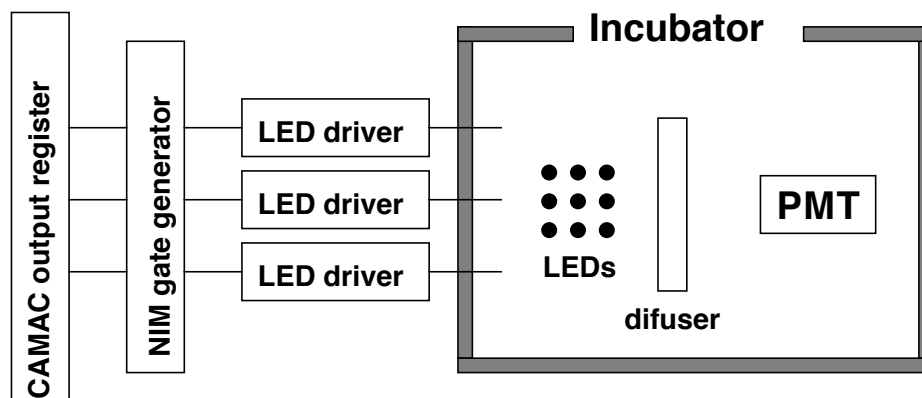 CAMAC output register
NIM gate generator
LED driver
LED driver
LED driver
Incubator
LEDs
difuser
PMT